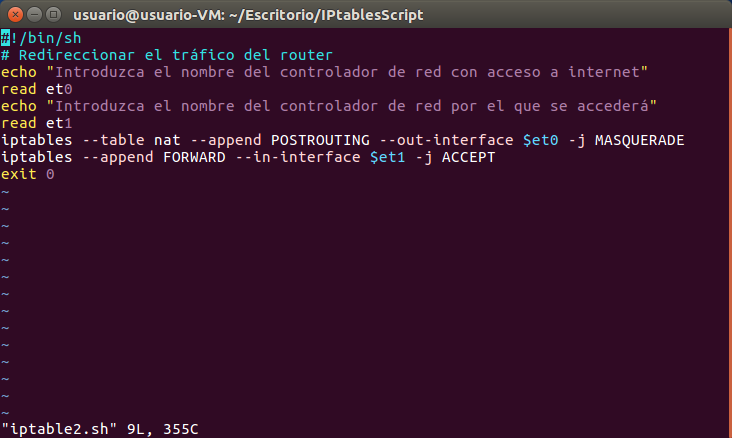 usuario@usuario-VM: ~/Escritorio/IPtablesScript
#!/bin/sh
# Redireccionar el tráfico del router
echo "Introduzca el nombre del controlador de red con acceso a internet"
read et0
echo "Introduzca el nombre del controlador de red por el que se accederá"
read et1
iptables --table nat --append POSTROUTING --out-interface $et0 -j MASQUERADE
iptables --append FORWARD --in-interface $et1 -j ACCEPT
exit 0
~
~
~
~
~
~
~
~
~
~
~
~
~
~
"iptable2.sh" 9L, 355C